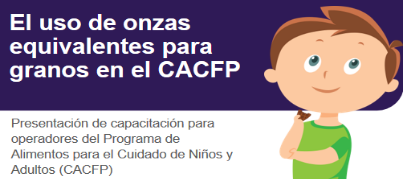 El uso de onzas
equivalentes para
granos en el CACFP
Presentación de capacitación para
operadores del Programa de
Alimentos para el Cuidado de Niños y
Adultos (CACFP)